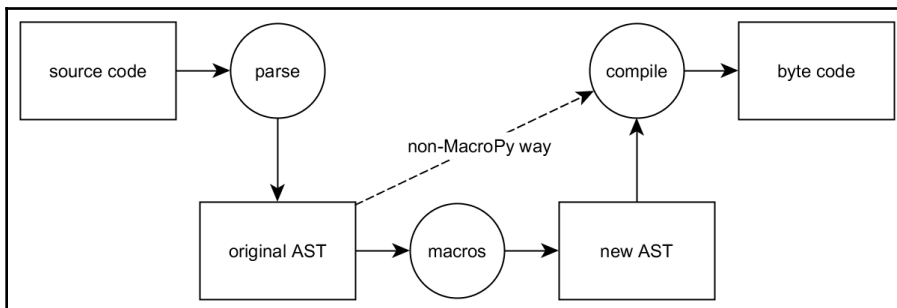 source code
parse
compile
byte code
non-MacroPy way
original AST
macros
new AST